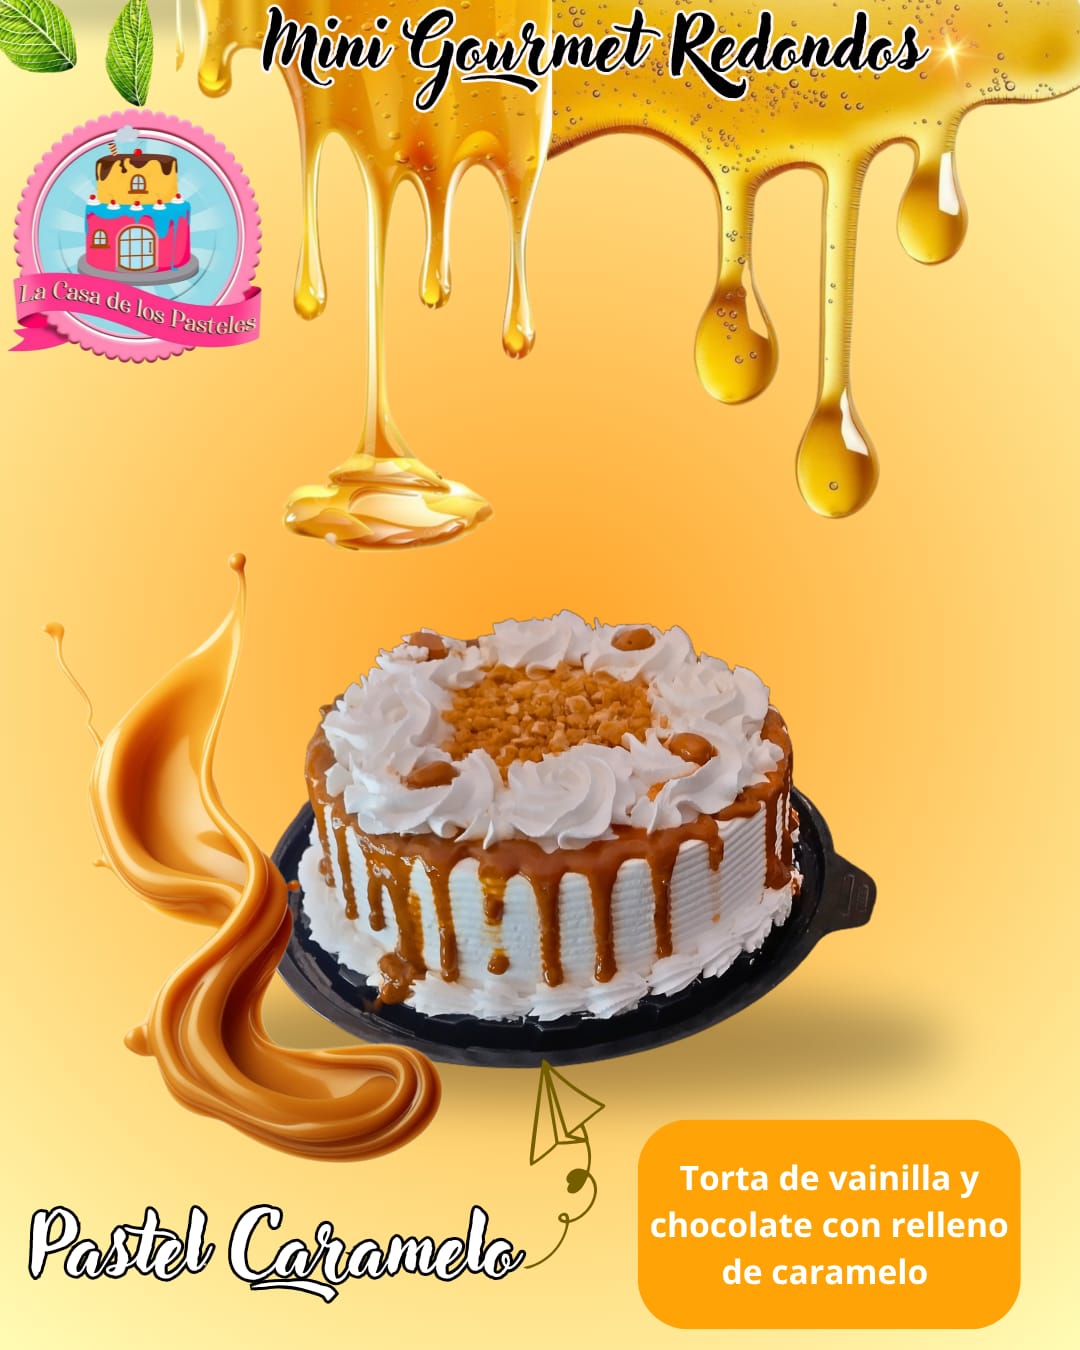 Mini Gourmet Redondos
La Casa de los Pasteles
Pastel Caramelo
Torta de vainilla y
chocolate con relleno
de caramelo